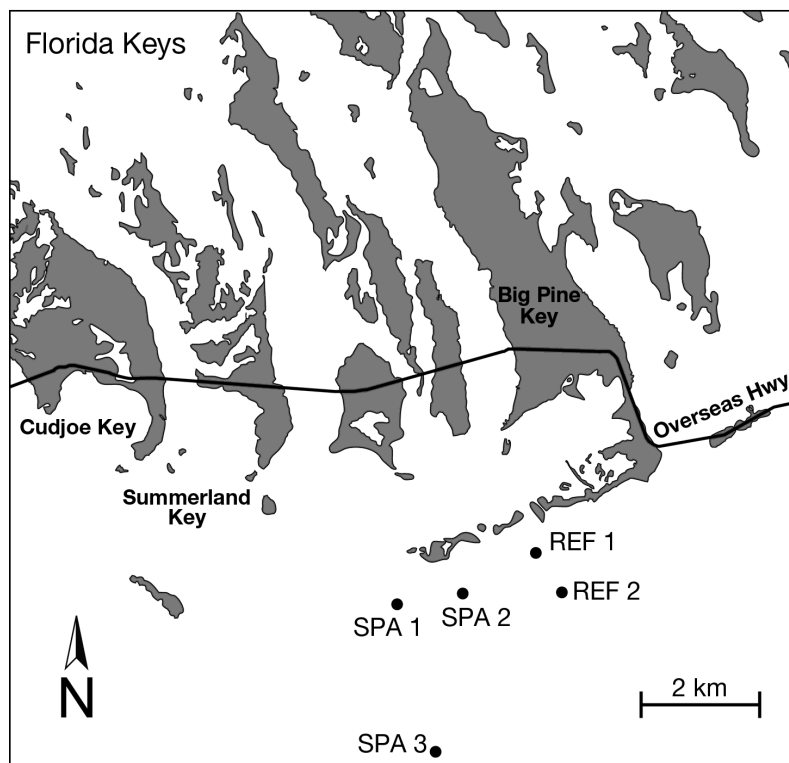 Florida Keys
Big Pine
Key
Overseas Hwy
Cudjoe Key
Summerland
Key
REF 1
REF 2
SPA 1
SPA 2
N
2 km
SPA 3